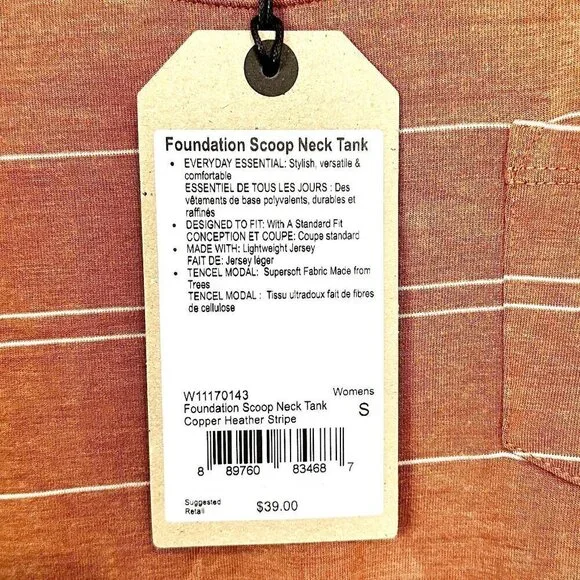 Foundation Scoop Neck Tank
• EVERYDAY ESSENTIAL: Stylish, versatile &
comfortable
ESSENTIEL DE TOUS LES JOURS : Des
vêtements de base polyvalents, durables et
raffinés
• DESIGNED TO FIT: With A Standard Fit
CONCEPTION ET COUPE: Coupe standard
• MADE WITH: Lightweight Jersey
FAIT DE: Jersey léger
• TENCEL MODAL: Supersoft Fabric Made from
Trees
TENCEL MODAL : Tissu ultradoux fait de fibres
de cellulose
W11170143 Womens
Foundation Scoop Neck Tank S
Copper Heather Stripe
8 89760 83468 7
Suggested
Retail $39.00